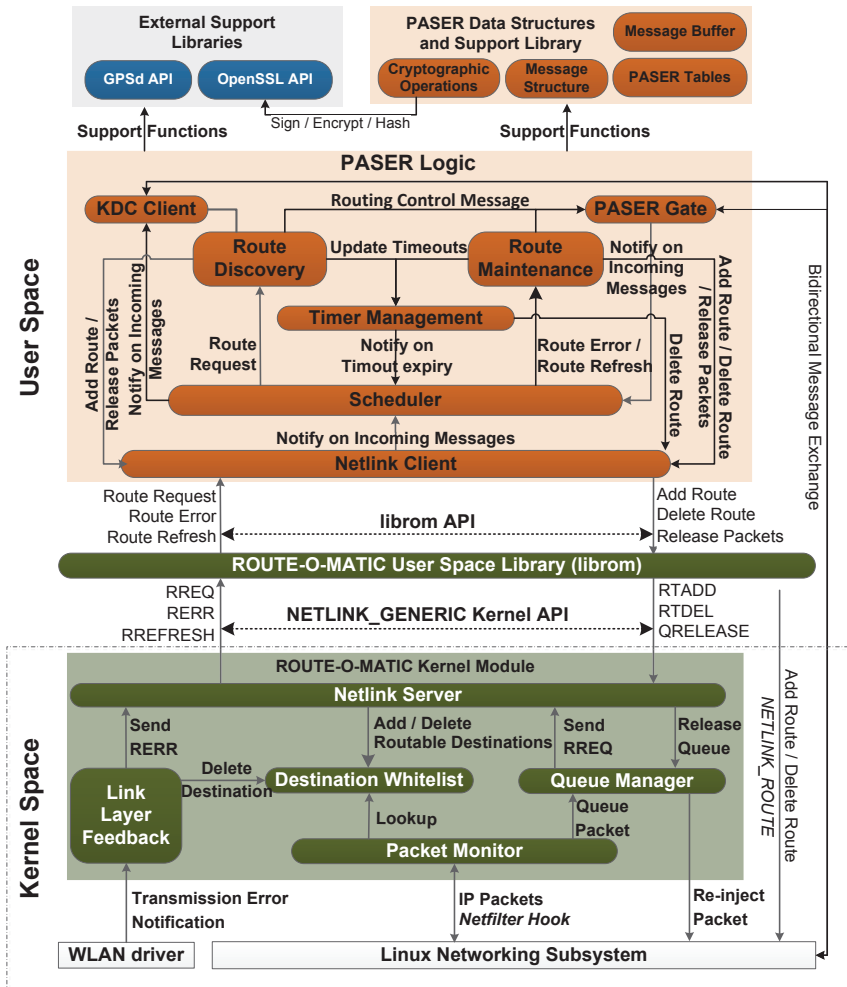 External Support
Libraries
GPSd API
OpenSSL API
PASER Data Structures
and Support Library
Message Buffer
Cryptographic
Operations
Message
Structure
PASER Tables
Sign / Encrypt / Hash
Support Functions
Support Functions
User Space
PASER Logic
KDC Client
Routing Control Message
PASER Gate
Route
Discovery
Update Timeouts
Route
Maintenance
Notify on
Incoming
Messages
Timer Management
Add Route /
Release Packets
Notify on Incoming
Messages
Route
Request
Notify on
Timout expiry
Route Error /
Route Refresh
Delete Route
Add Route / Delete Route
/ Release Packets
Bidirectional Message Exchange
Scheduler
Notify on Incoming Messages
Netlink Client
Route Request
Route Error
Route Refresh
librom API
Add Route
Delete Route
Release Packets
ROUTE-O-MATIC User Space Library (librom)
RREQ
RERR
RREFRESH
NETLINK_GENERIC Kernel API
RTADD
RTDEL
QRELEASE
Kernel Space
ROUTE-O-MATIC Kernel Module
Netlink Server
Send
RERR
Add / Delete
Routable Destinations
Send
RREQ
Release
Queue
Add Route / Delete Route
NETLINK_ROUTE
Link
Layer
Feedback
Delete
Destination
Destination Whitelist
Queue Manager
Lookup
Queue
Packet
Packet Monitor
Transmission Error
Notification
IP Packets
Netfilter Hook
Re-inject
Packet
WLAN driver
Linux Networking Subsystem